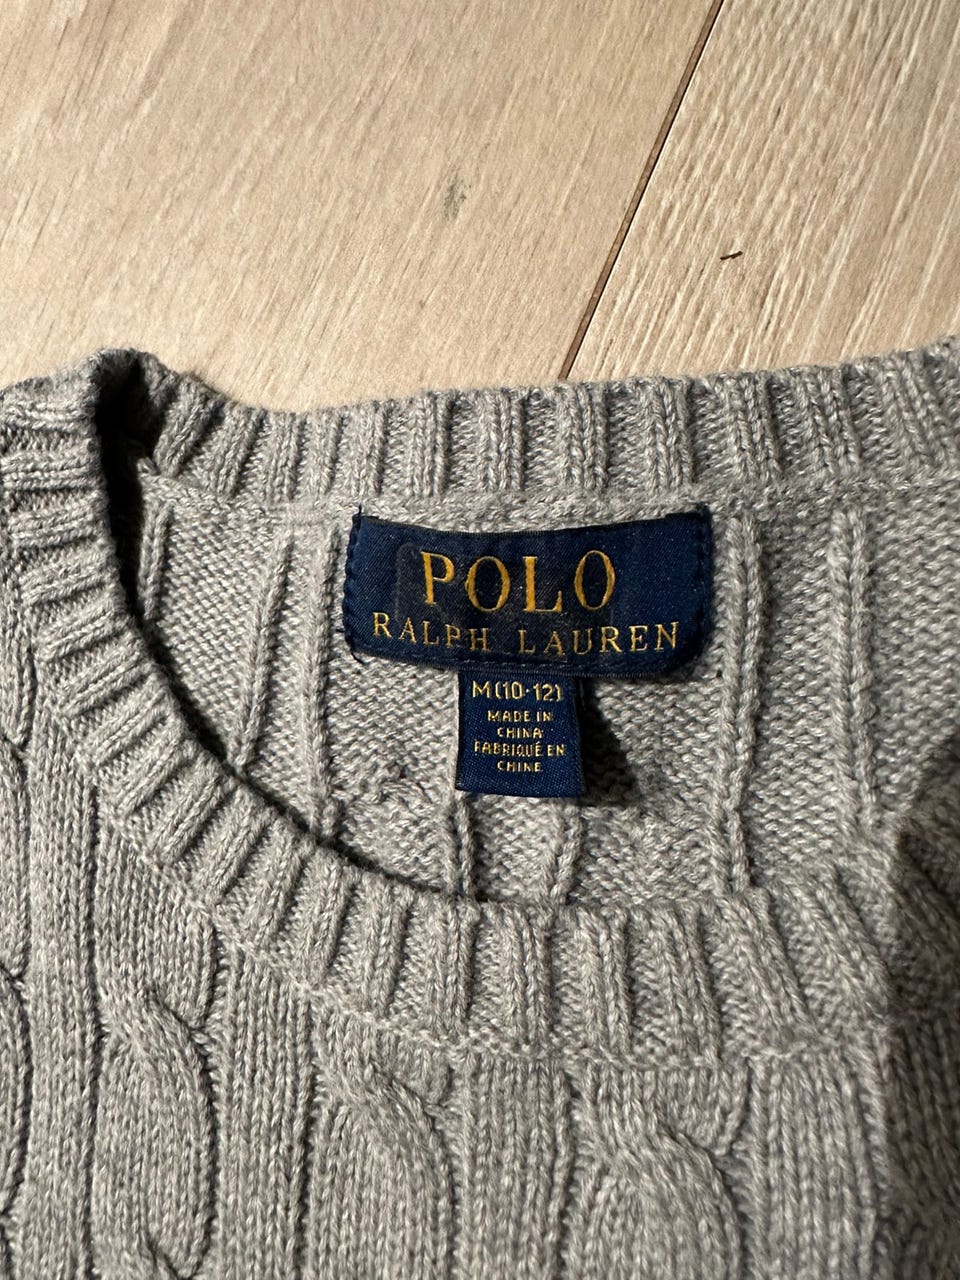 POLO
RALPH LAUREN
M(10-12)
MADE IN
CHINA
FABRIQUÉ EN
CHINE